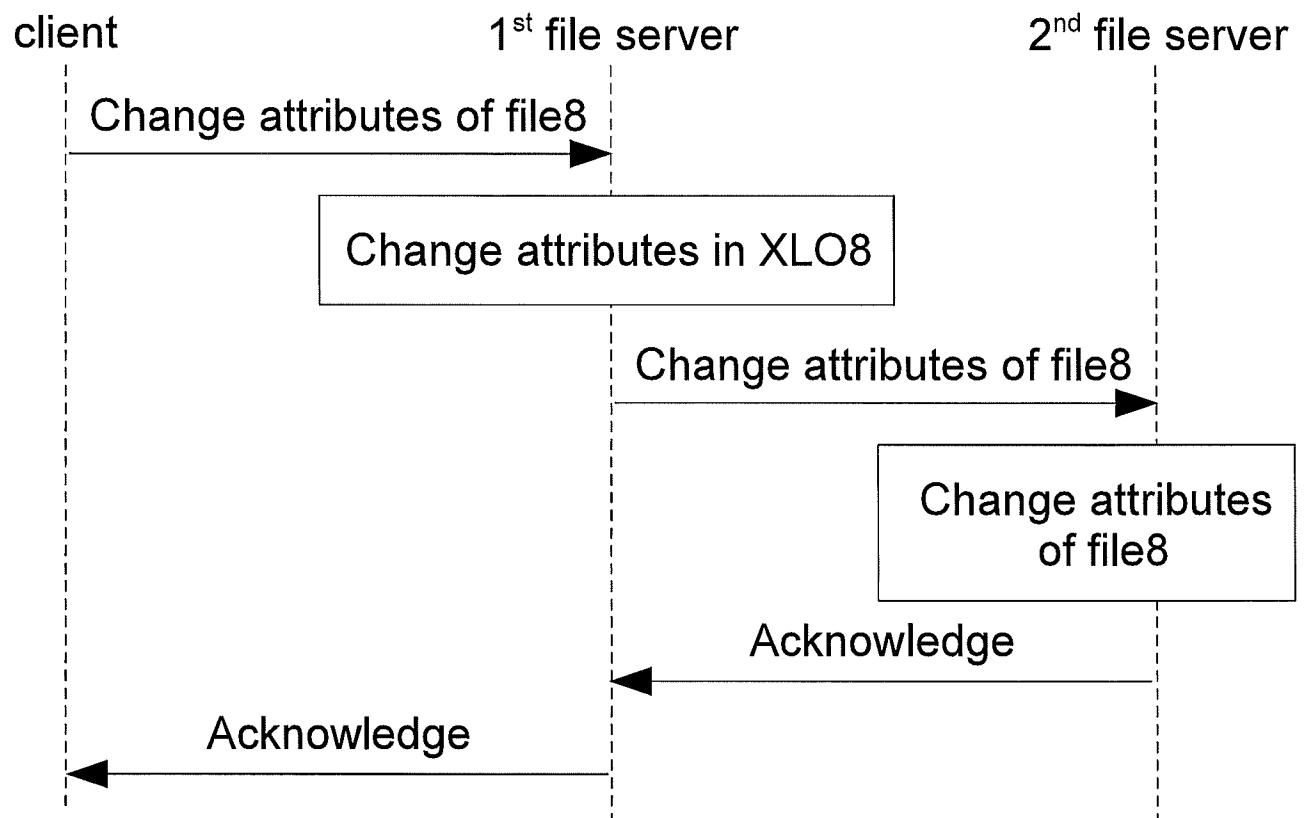 client
1st file server
2nd file server
Change attributes of file8
Change attributes in XLO8
Change attributes of file8
Change attributes
of file8
Acknowledge
Acknowledge